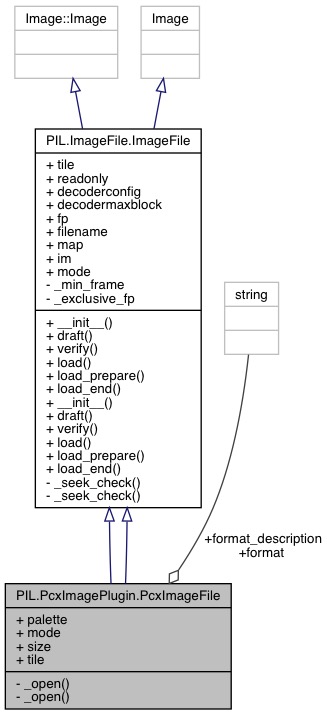 Image::Image
Image
PIL.ImageFile.ImageFile
+ tile
+ readonly
+ decoderconfig
+ decodermaxblock
+ fp
+ filename
+ map
+ im
+ mode
- _min_frame
- _exclusive_fp
+ __init__()
+ draft()
+ verify()
+ load()
+ load_prepare()
+ load_end()
+ __init__()
+ draft()
+ verify()
+ load()
+ load_prepare()
+ load_end()
- _seek_check()
- _seek_check()
string
+format_description
+format
PIL.PcxImagePlugin.PcxImageFile
+ palette
+ mode
+ size
+ tile
- _open()
- _open()